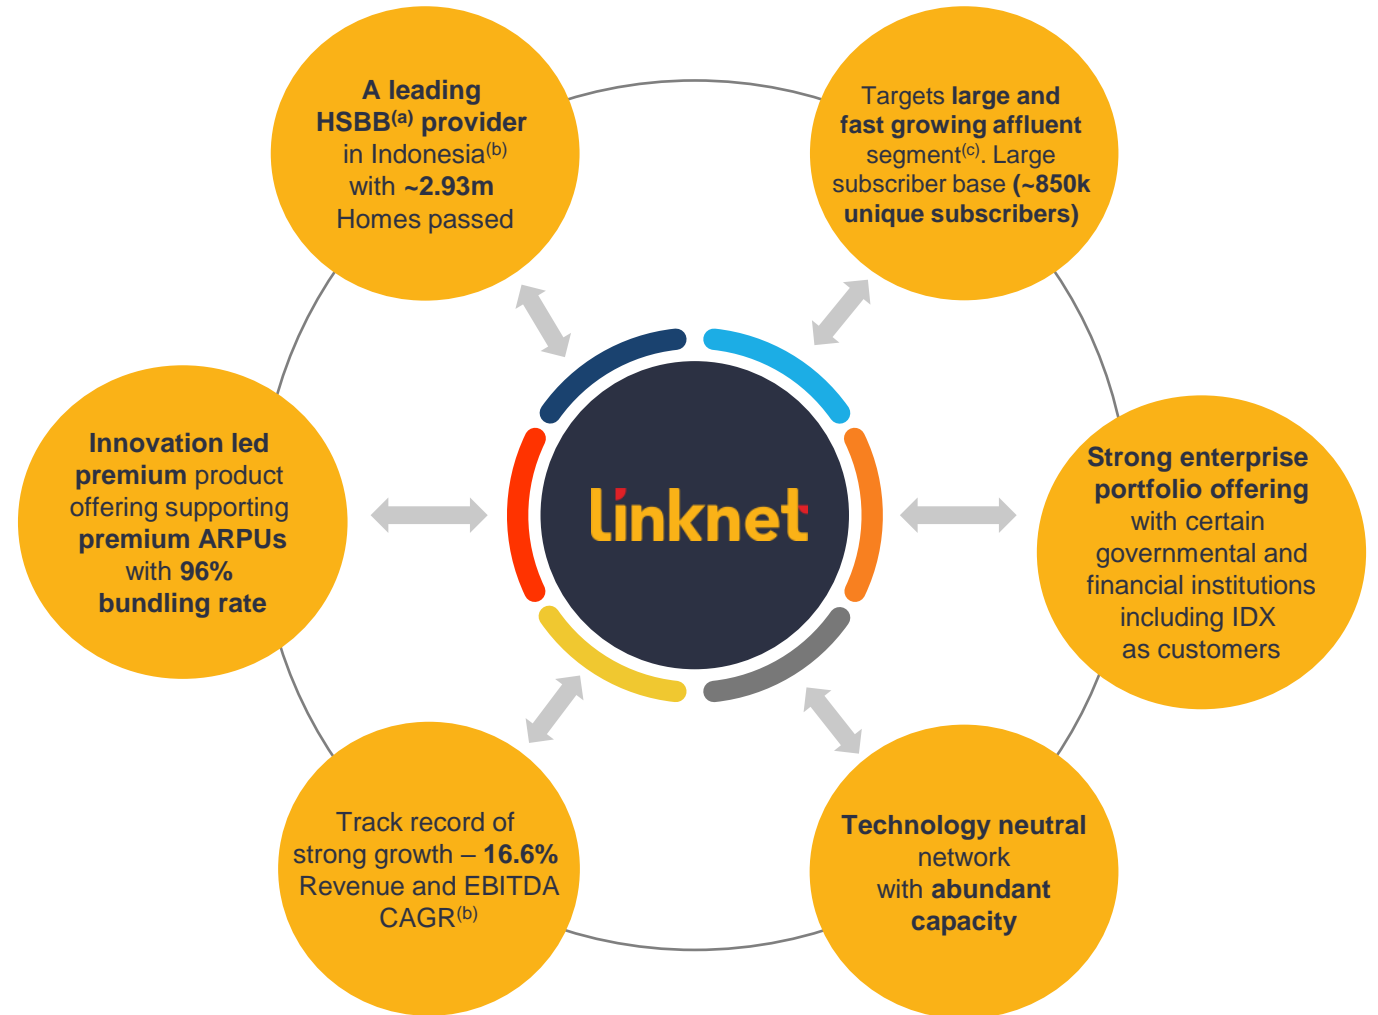 A leading
HSBB(a) provider
in Indonesia(b)
with ~2.93m
Homes passed
Targets large and
fast growing affluent
segment(c). Large
subscriber base (~850k
unique subscribers)
Innovation led
premium product
offering supporting
premium ARPUs
with 96%
bundling rate
linknet
Strong enterprise
portfolio offering
with certain
governmental and
financial institutions
including IDX
as customers
Track record of
strong growth – 16.6%
Revenue and EBITDA
CAGR(b)
Technology neutral
network
with abundant
capacity